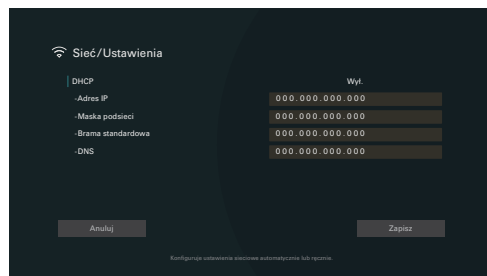 Sieć/Ustawienia
DHCP Wył.
-Adres IP 000.000.000.000
-Maska podsieci 000.000.000.000
-Brama standardowa 000.000.000.000
-DNS 000.000.000.000
Anuluj Zapisz
Konfiguruje ustawienia sieciowe automatycznie lub ręcznie.